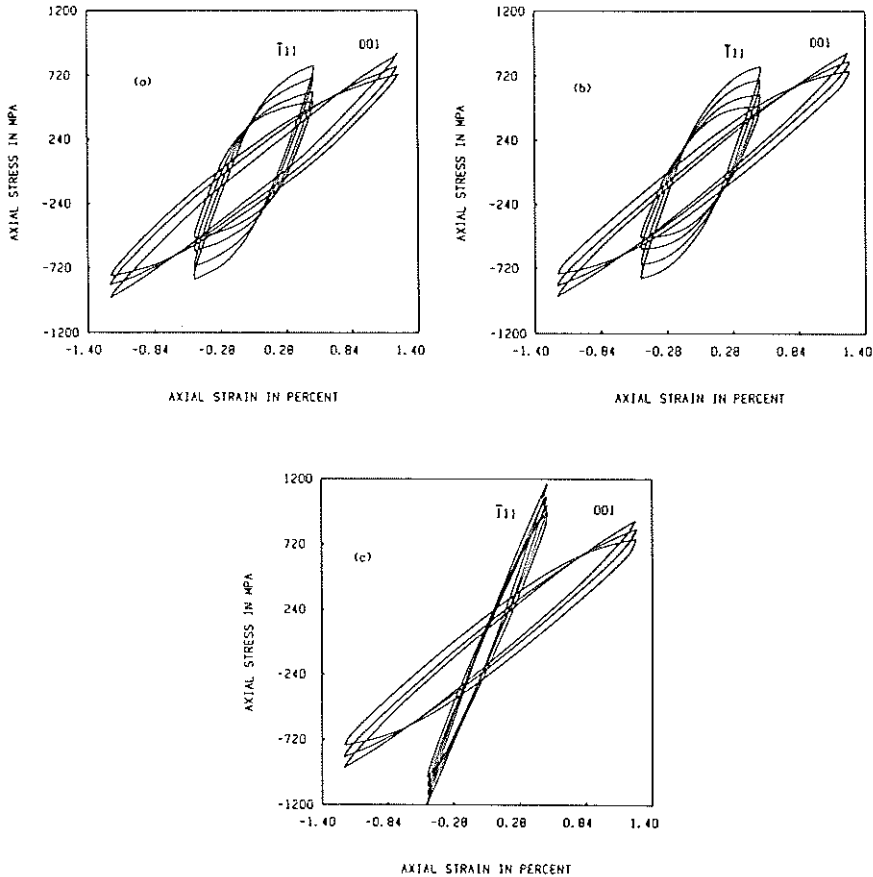 1200
720
240
-240
-720
-1200
AXIAL STRESS IN MPA
(a)
1̅11
001
-1.40 -0.84 -0.28 0.28 0.84 1.40
AXIAL STRAIN IN PERCENT
1200
720
240
-240
-720
-1200
AXIAL STRESS IN MPA
(b)
1̅11
001
-1.40 -0.84 -0.28 0.28 0.84 1.40
AXIAL STRAIN IN PERCENT
1200
720
240
-240
-720
-1200
AXIAL STRESS IN MPA
(c)
1̅11
001
-1.40 -0.84 -0.28 0.28 0.84 1.40
AXIAL STRAIN IN PERCENT